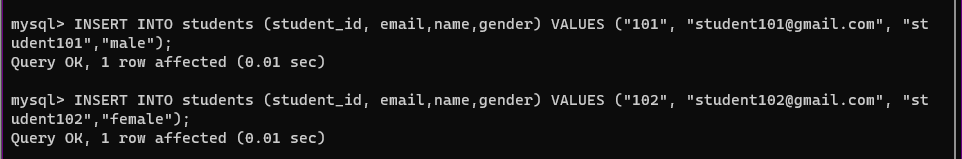 mysql> INSERT INTO students (student_id, email,name,gender) VALUES ("101", "student101@gmail.com", "st
udent101","male");
Query OK, 1 row affected (0.01 sec)
mysql> INSERT INTO students (student_id, email,name,gender) VALUES ("102", "student102@gmail.com", "st
udent102","female");
Query OK, 1 row affected (0.01 sec)